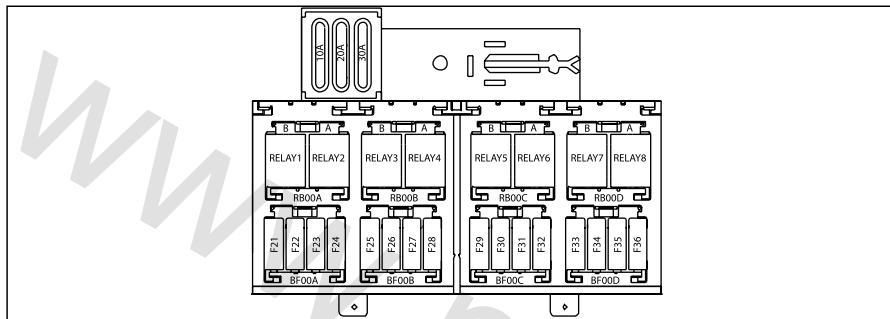 10A 20A 30A
B A B A B A B A
RELAY1 RELAY2 RELAY3 RELAY4 RELAY5 RELAY6 RELAY7 RELAY8
RB00A RB00B RB00C RB00D
F21 F22 F23 F24 F25 F26 F27 F28 F29 F30 F31 F32 F33 F34 F35 F36
BF00A BF00B BF00C BF00D
www